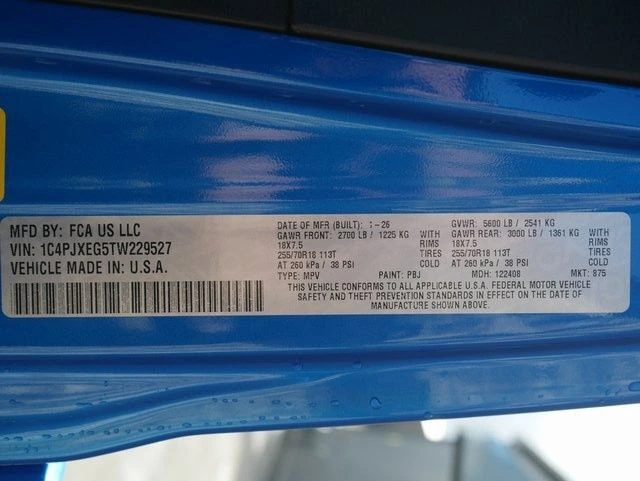 MFD BY: FCA US LLC
VIN: 1C4PJXEG5TW229527
VEHICLE MADE IN U.S.A.
DATE OF MFR (BUILT): -26 GVWR: 5600 LB / 2541 KG
GAWR FRONT: 2700 LB / 1225 KG WITH GAWR REAR: 3000 LB / 1361 KG WITH
18X7.5 RIMS 18X7.5 RIMS
255/70R18 113T TIRES 255/70R18 113T TIRES
AT 260 kPa / 38 PSI COLD AT 260 kPa / 38 PSI COLD
TYPE: MPV PAINT: PBJ MDH: 122408 MKT: 875
THIS VEHICLE CONFORMS TO ALL APPLICABLE U.S.A. FEDERAL MOTOR VEHICLE
SAFETY AND THEFT PREVENTION STANDARDS IN EFFECT ON THE DATE OF
MANUFACTURE SHOWN ABOVE.